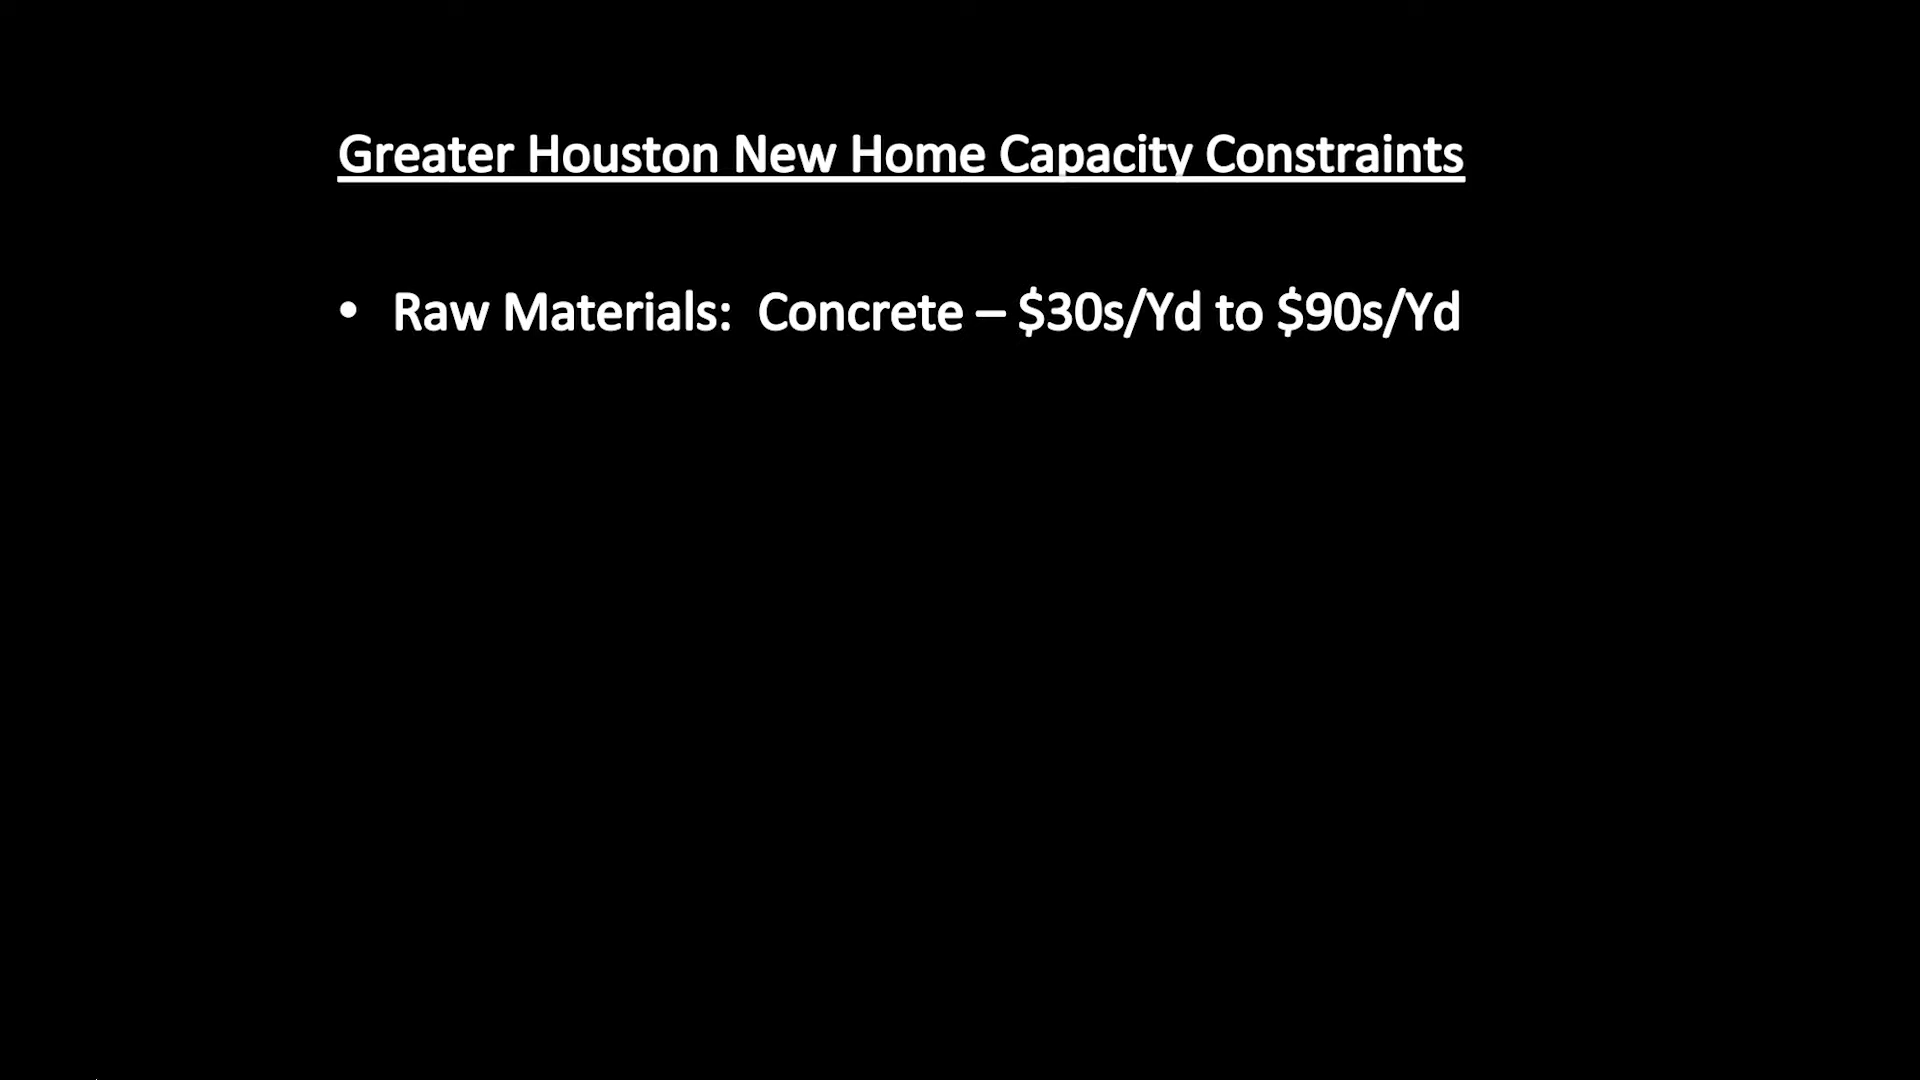 Greater Houston New Home Capacity Constraints
• Raw Materials: Concrete – $30s/Yd to $90s/Yd